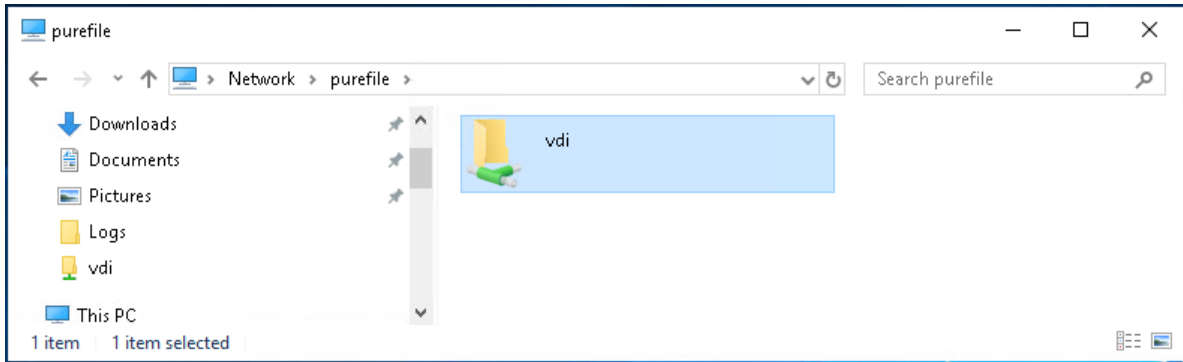 purefile
Network > purefile >
Search purefile
Downloads
Documents
Pictures
Logs
vdi
This PC
vdi
1 item 1 item selected